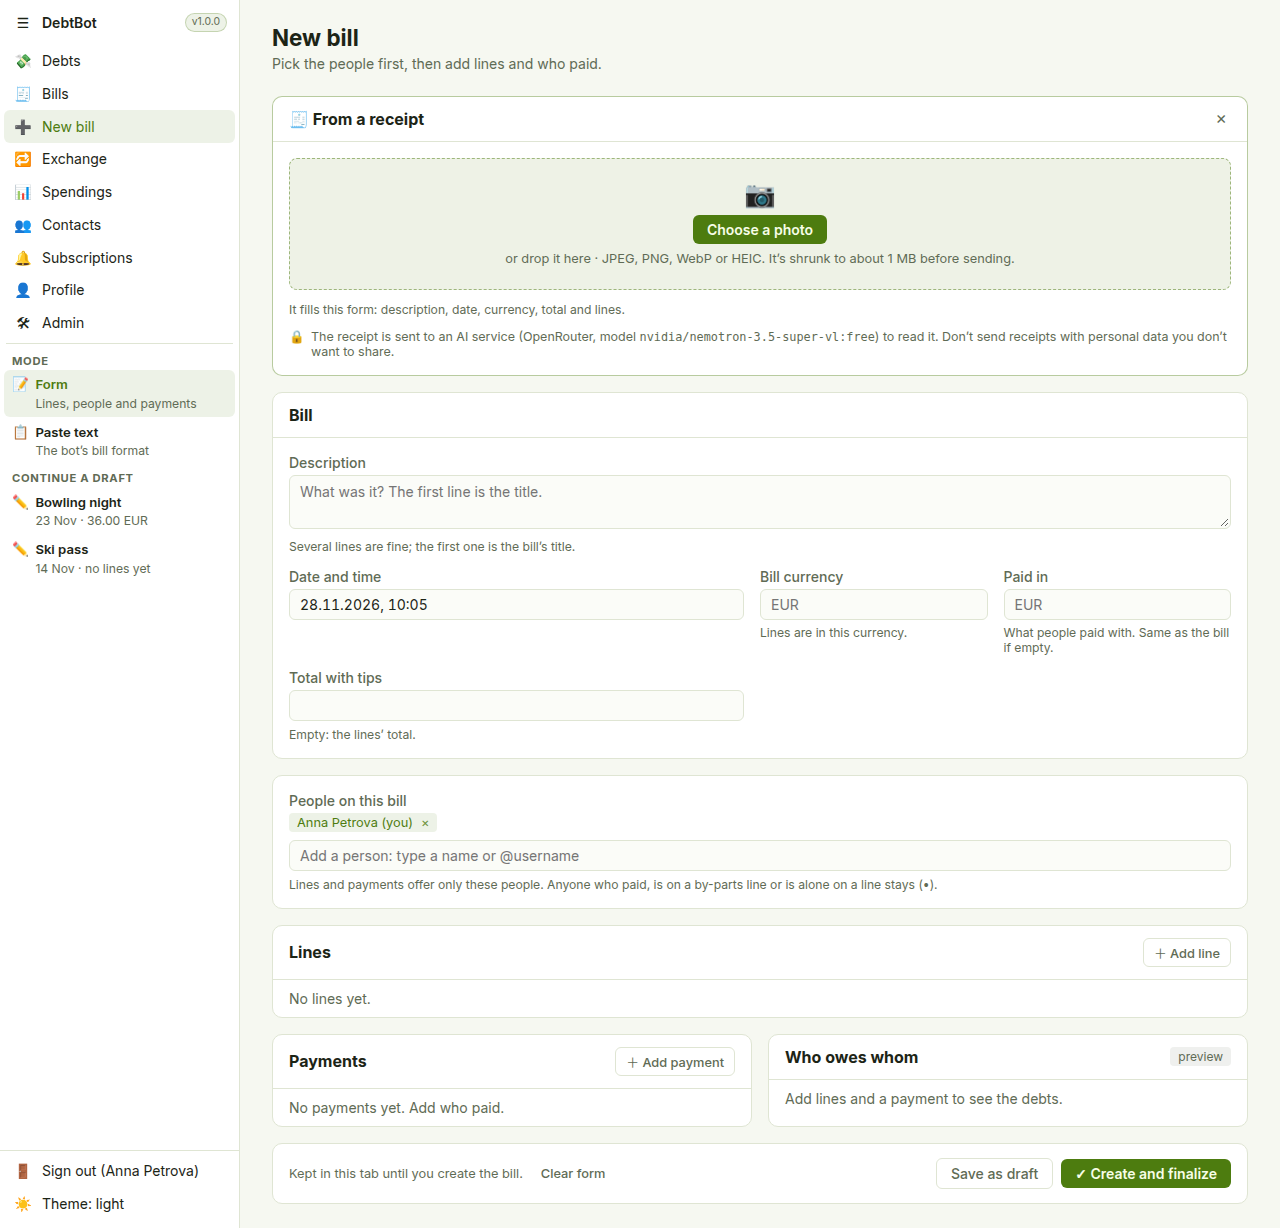 DebtBot v1.0.0
Debts
Bills
New bill
Exchange
Spendings
Contacts
Subscriptions
Profile
Admin
MODE
Form
Lines, people and payments
Paste text
The bot's bill format
CONTINUE A DRAFT
Bowling night
23 Nov · 36.00 EUR
Ski pass
14 Nov · no lines yet
Sign out (Anna Petrova)
Theme: light
New bill
Pick the people first, then add lines and who paid.
From a receipt ×
Choose a photo
or drop it here · JPEG, PNG, WebP or HEIC. It’s shrunk to about 1 MB before sending.
It fills this form: description, date, currency, total and lines.
The receipt is sent to an AI service (OpenRouter, model nvidia/nemotron-3.5-super-vl:free) to read it. Don’t send receipts with personal data you don’t
want to share.
Bill
Description
What was it? The first line is the title.
Several lines are fine; the first one is the bill’s title.
Date and time
28.11.2026, 10:05
Bill currency
EUR
Lines are in this currency.
Paid in
EUR
What people paid with. Same as the bill
if empty.
Total with tips
Empty: the lines’ total.
People on this bill
Anna Petrova (you) ×
Add a person: type a name or @username
Lines and payments offer only these people. Anyone who paid, is on a by-parts line or is alone on a line stays (•).
Lines
+ Add line
No lines yet.
Payments
+ Add payment
No payments yet. Add who paid.
Who owes whom
preview
Add lines and a payment to see the debts.
Kept in this tab until you create the bill. Clear form
Save as draft
✓ Create and finalize